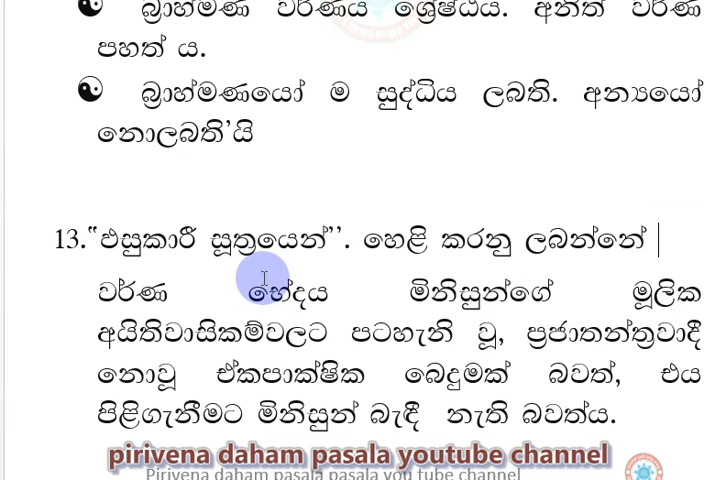 බ්‍රාහ්මණ වර්ණය ශ්‍රේෂ්ඨය. අනිත් වර්ණ
පහත් ය.
බ්‍රාහ්මණයෝ ම සුද්ධිය ලබති. අන්‍යයෝ
නොලබති'යි
13.“ඵසුකාරී සූත්‍රයෙන්’’. හෙළි කරනු ලබන්නේ
වර්ණ භේදය මිනිසුන්ගේ මූලික
අයිතිවාසිකම්වලට පටහැනි වූ, ප්‍රජාතන්ත්‍රවාදී
නොවූ ඒකපාක්ෂික බෙදුමක් බවත්, එය
පිළිගැනීමට මිනිසුන් බැඳී නැති බවත්ය.
pirivena daham pasala youtube channel
Pirivena daham pasala pasala you tube channel